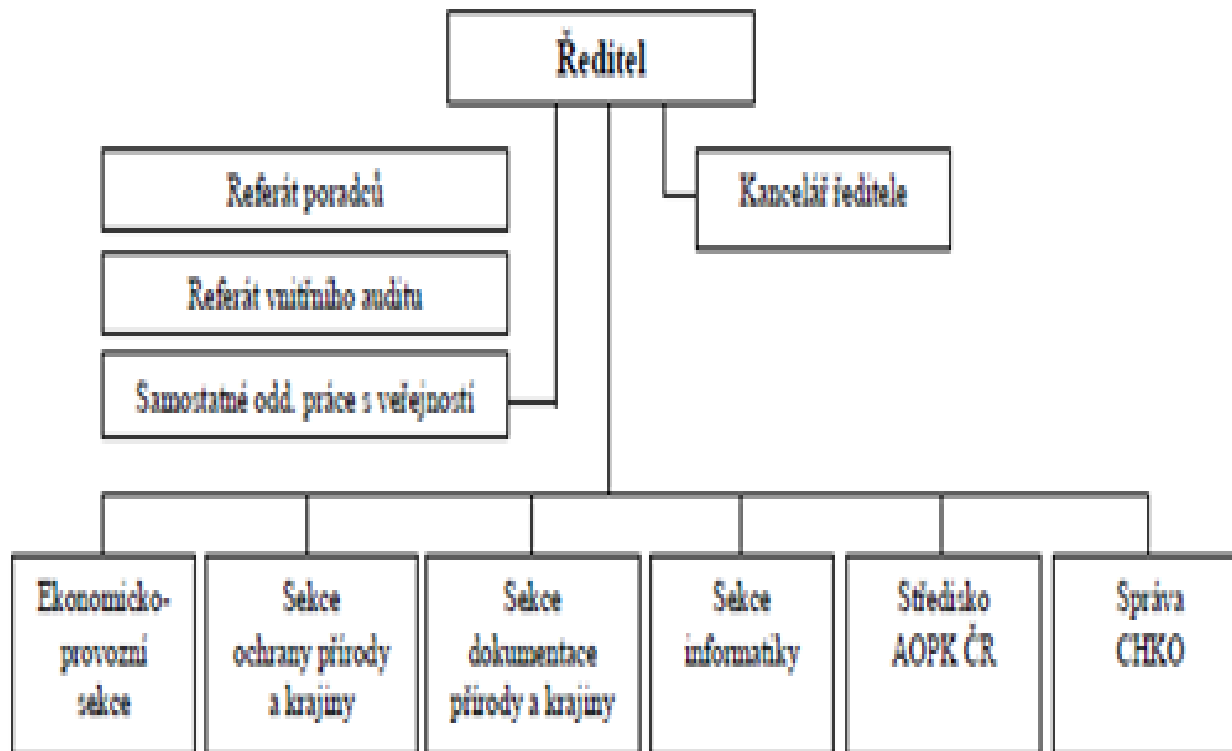 Ředitel
Referát poradců
Kancelář ředitele
Referát vnitřního auditu
Samostatné odd. práce s veřejností
Ekonomicko-
provozní
sekce
Sekce
ochrany přírody
a krajiny
Sekce
dokumentace
přírody a krajiny
Sekce
informatiky
Středisko
AOPK ČR
Správa
CHKO